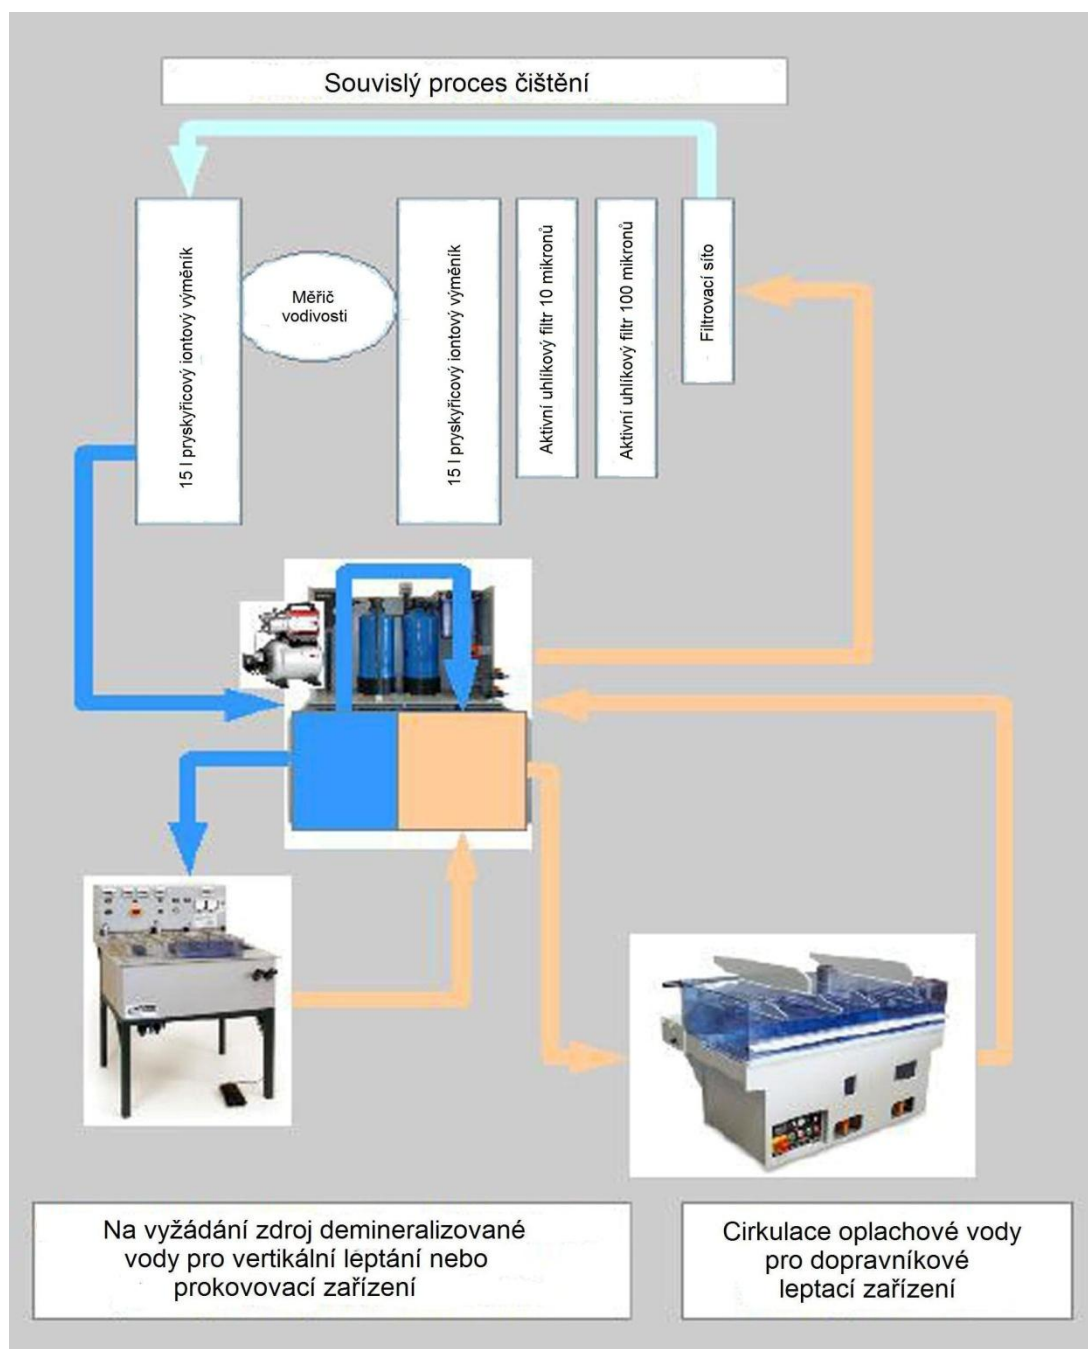 Souvislý proces čištění
15 l pryskyřicový iontový výměník
Měřič
vodivosti
15 l pryskyřicový iontový výměník
Aktivní uhlíkový filtr 10 mikronů
Aktivní uhlíkový filtr 100 mikronů
Filtrovací síto
Na vyžádání zdroj demineralizované
vody pro vertikální leptání nebo
prokovovací zařízení
Cirkulace oplachové vody
pro dopravníkové
leptací zařízení